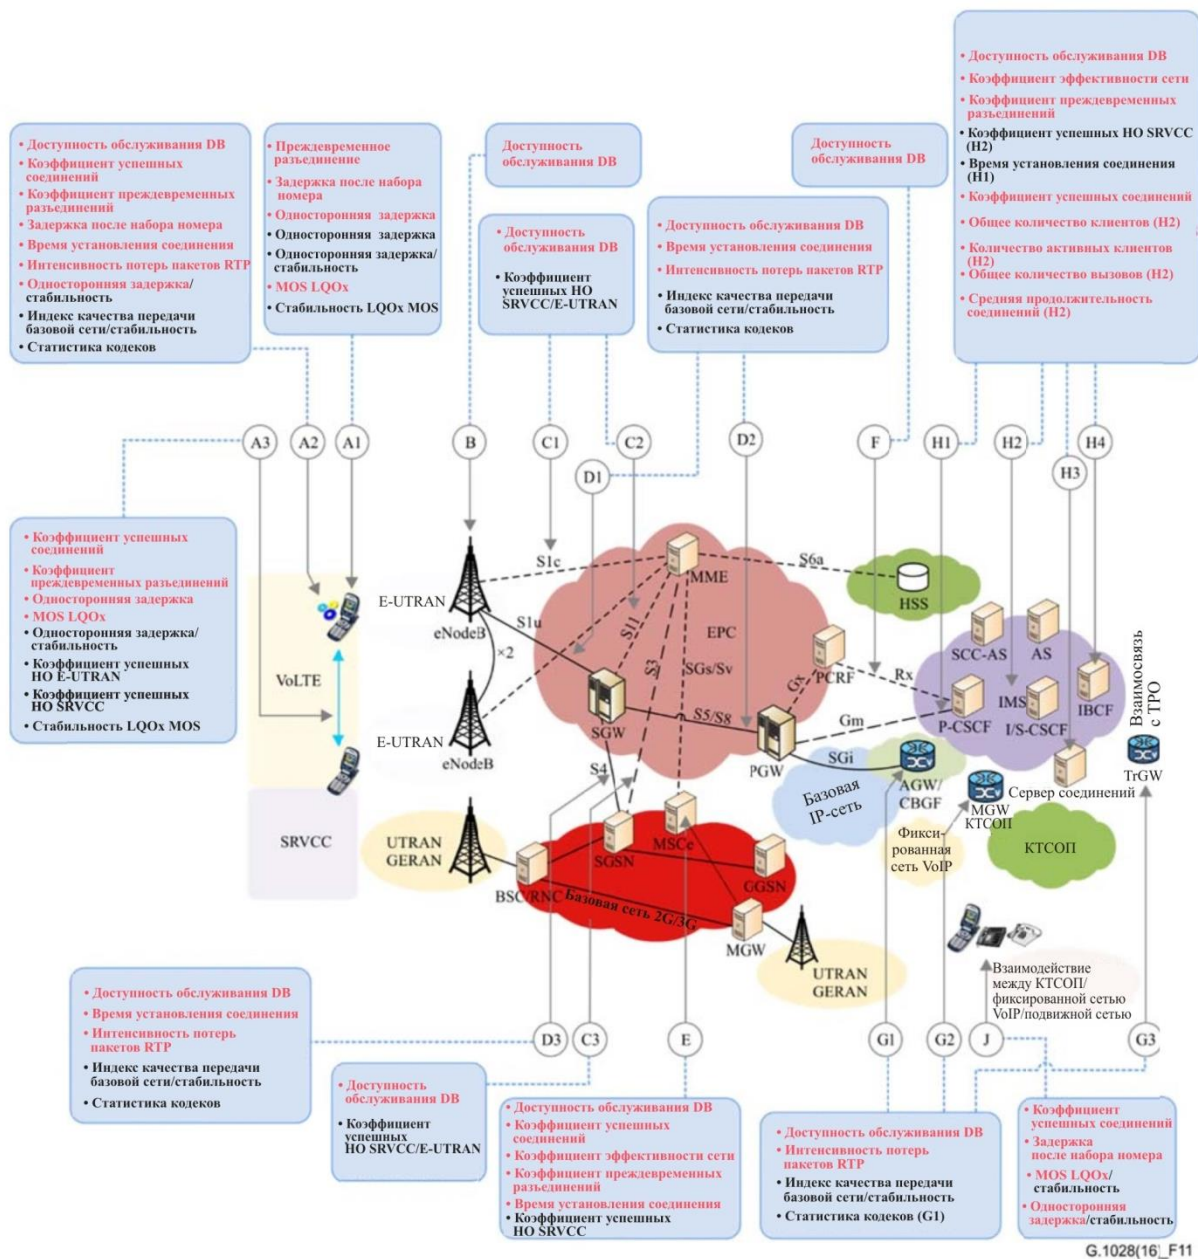 • Доступность обслуживания DB
• Коэффициент эффективности сети
• Коэффициент преждевременных
разъединений
• Коэффициент успешных HO SRVCC
(H2)
• Время установления соединения
(H1)
• Коэффициент успешных соединений
• Общее количество клиентов (H2)
• Количество активных клиентов
(H2)
• Общее количество вызовов (H2)
• Средняя продолжительность
соединений (H2)
• Доступность обслуживания DB
• Коэффициент успешных
соединений
• Коэффициент преждевременных
разъединений
• Задержка после набора номера
• Время установления соединения
• Интенсивность потерь пакетов RTP
• Односторонняя задержка/
стабильность
• Индекс качества передачи
базовой сети/стабильность
• Статистика кодеков
• Преждевременное
разъединение
• Задержка после набора
номера
• Односторонняя задержка
• Односторонняя задержка
• Односторонняя задержка/
стабильность
• MOS LQOx
• Стабильность LQOx MOS
Доступность
обслуживания DB
• Доступность
обслуживания DB
• Коэффициент
успешных HO
SRVCC/E-UTRAN
• Доступность обслуживания DB
• Время установления соединения
• Интенсивность потерь пакетов RTP
• Индекс качества передачи
базовой сети/стабильность
• Статистика кодеков
Доступность
обслуживания DB
A3
A2
A1
B
C1
C2
D1
D2
F
H1
H2
H3
H4
• Коэффициент успешных
соединений
• Коэффициент
преждевременных разъединений
• Односторонняя задержка
• MOS LQOx
• Односторонняя задержка/
стабильность
• Коэффициент успешных
HO E-UTRAN
• Коэффициент успешных
HO SRVCC
• Стабильность LQOx MOS
VoLTE
SRVCC
E-UTRAN
eNodeB
E-UTRAN
eNodeB
×2
S1c
S1u
S11
S3
S4
MME
S6a
HSS
EPC
SGs/Sv
SGW
S5/S8
PGW
PCRF
Gx
Rx
Gm
SGi
SCC-AS
AS
IMS
P-CSCF
I/S-CSCF
IBCF
Взаимосвязь
с ТРО
TrGW
Сервер соединений
AGW/
CBGF
Базовая
IP-сеть
MGW
КТСОП
КТСОП
Фикси-
рованная
сеть VoIP
UTRAN
GERAN
BSC/RNC
SGSN
MSCe
GGSN
Базовая сеть 2G/3G
MGW
UTRAN
GERAN
Взаимодействие
между КТСОП/
фиксированной сетью
VoIP/подвижной сетью
D3
C3
E
G1
G2
J
G3
• Доступность обслуживания DB
• Время установления соединения
• Интенсивность потерь
пакетов RTP
• Индекс качества передачи
базовой сети/стабильность
• Статистика кодеков
• Доступность
обслуживания DB
• Коэффициент
успешных
HO SRVCC/E-UTRAN
• Доступность обслуживания DB
• Коэффициент успешных
соединений
• Коэффициент эффективности сети
• Коэффициент преждевременных
разъединений
• Время установления соединения
• Коэффициент успешных
HO SRVCC
• Доступность обслуживания DB
• Интенсивность потерь
пакетов RTP
• Индекс качества передачи
базовой сети/стабильность
• Статистика кодеков (G1)
• Коэффициент
успешных соединений
• Задержка
после набора номера
• MOS LQOx/
стабильность
• Односторонняя
задержка/стабильность
G.1028(16)_F11